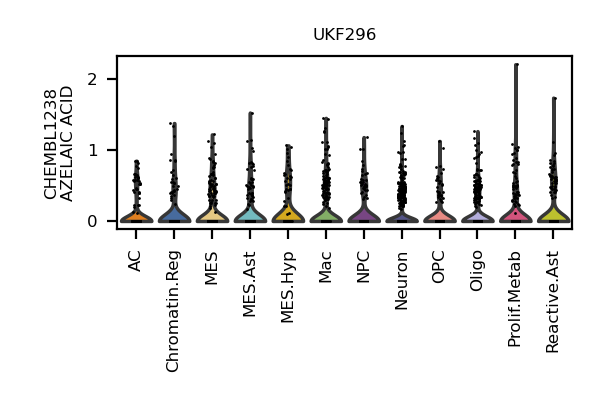 UKF296
CHEMBL1238
AZELAIC ACID
2
1
0
AC
Chromatin.Reg
MES
MES.Ast
MES.Hyp
Mac
NPC
Neuron
OPC
Oligo
Prolif.Metab
Reactive.Ast